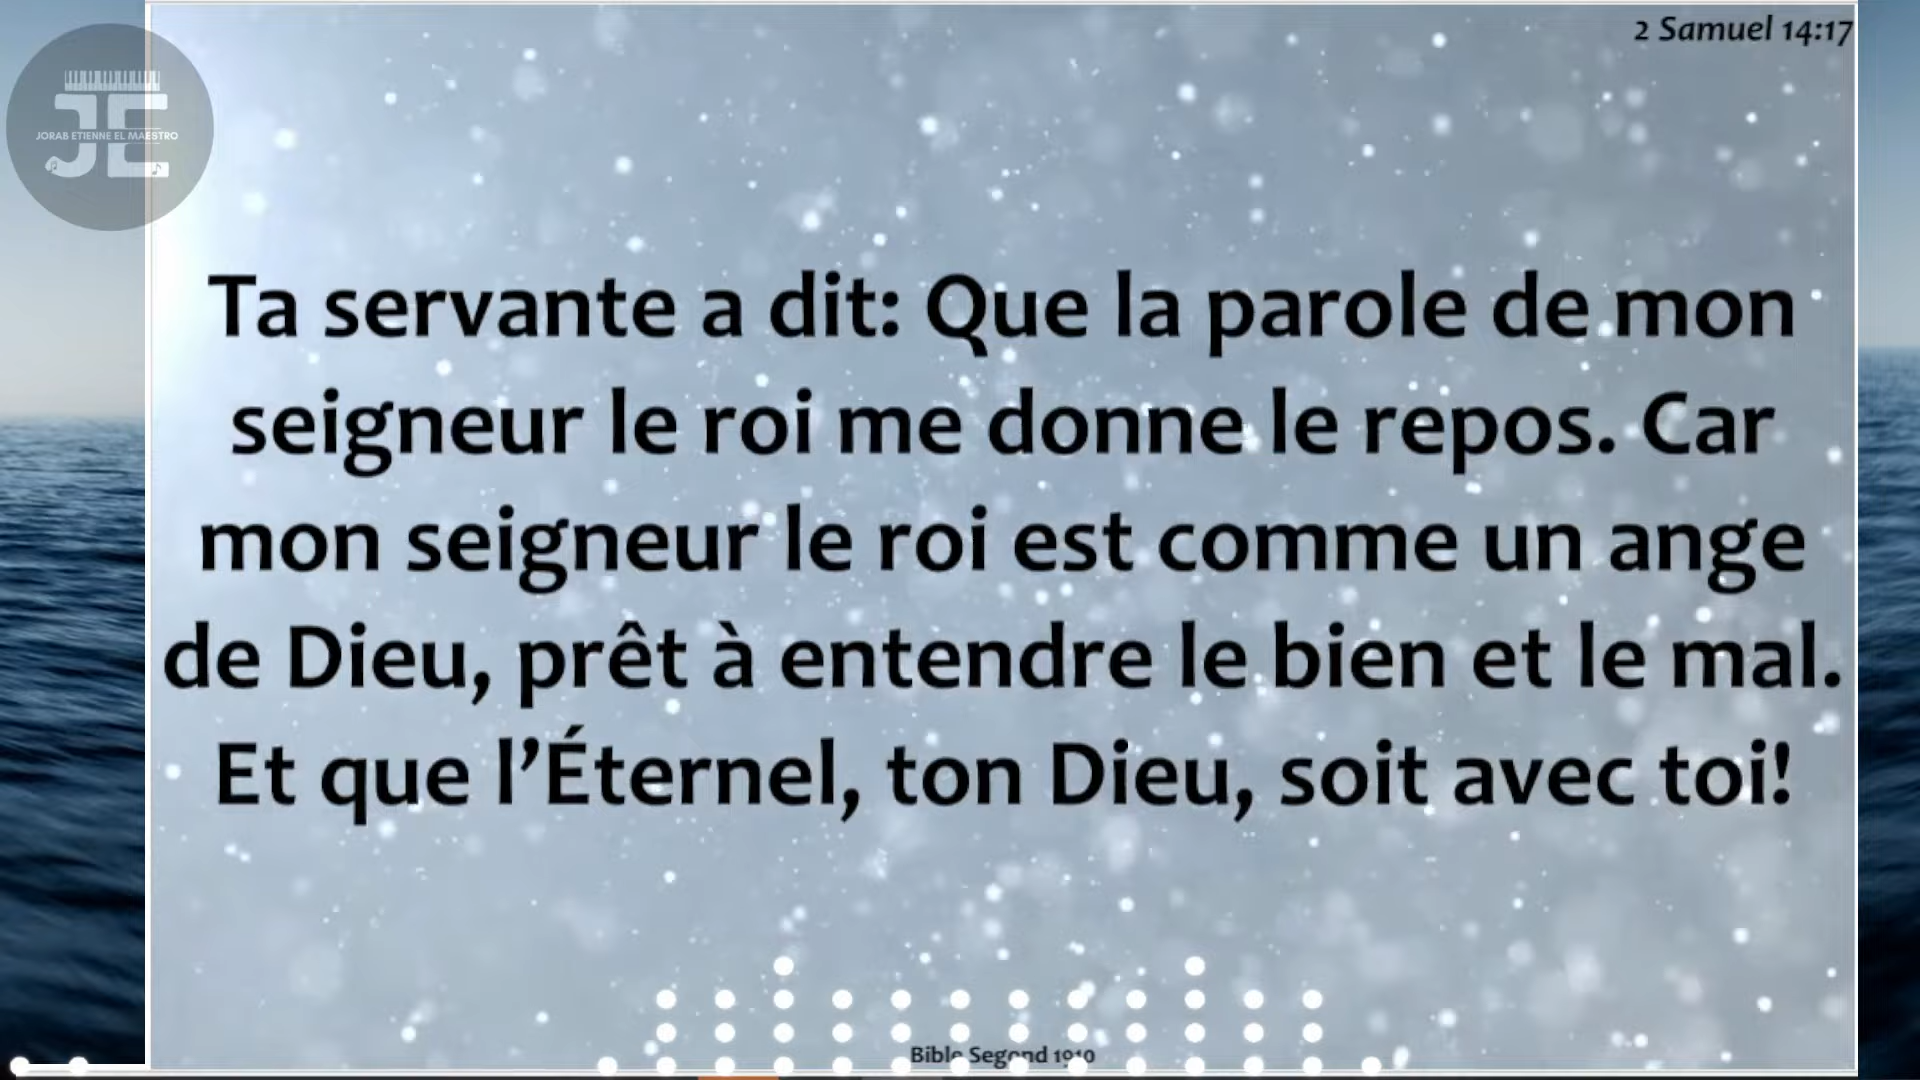 2 Samuel 14:17
JORAB ETIENNE EL MAESTRO
JE
Ta servante a dit: Que la parole de mon
seigneur le roi me donne le repos. Car
mon seigneur le roi est comme un ange
de Dieu, prêt à entendre le bien et le mal.
Et que l’Éternel, ton Dieu, soit avec toi!
Bible Segond 1910